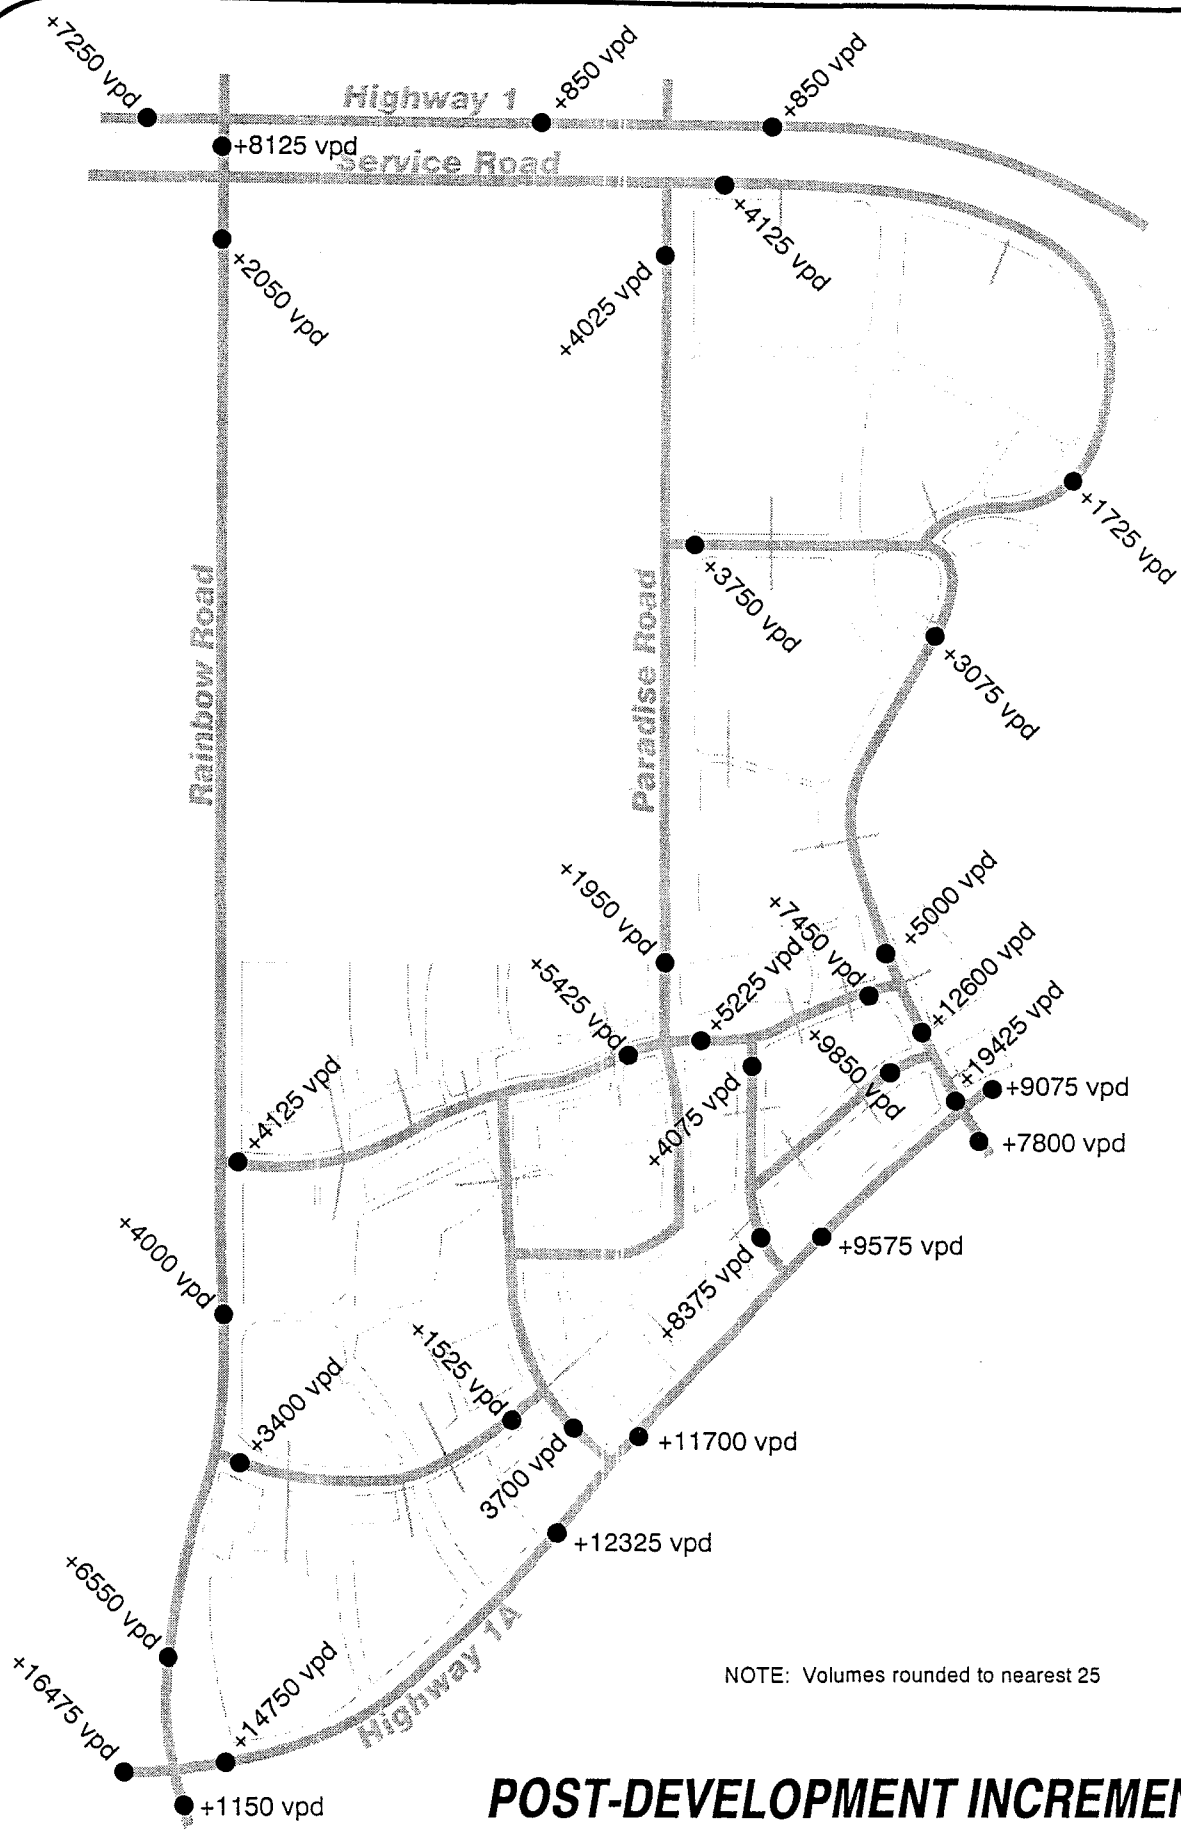 +7250 vpd
+850 vpd
+850 vpd
Highway 1
+8125 vpd
Service Road
+4125 vpd
+2050 vpd
+4025 vpd
+1725 vpd
+3750 vpd
Rainbow Road
Paradise Road
+3075 vpd
+1950 vpd
+7450 vpd
+5000 vpd
+5425 vpd
+5225 vpd
+12600 vpd
+9850 vpd
+19425 vpd
+4125 vpd
+4075 vpd
+9075 vpd
+7800 vpd
+4000 vpd
+8375 vpd
+9575 vpd
+1525 vpd
+3400 vpd
3700 vpd
+11700 vpd
+12325 vpd
+6550 vpd
+16475 vpd
+14750 vpd
Highway 1A
NOTE: Volumes rounded to nearest 25
+1150 vpd
POST-DEVELOPMENT INCREMEN